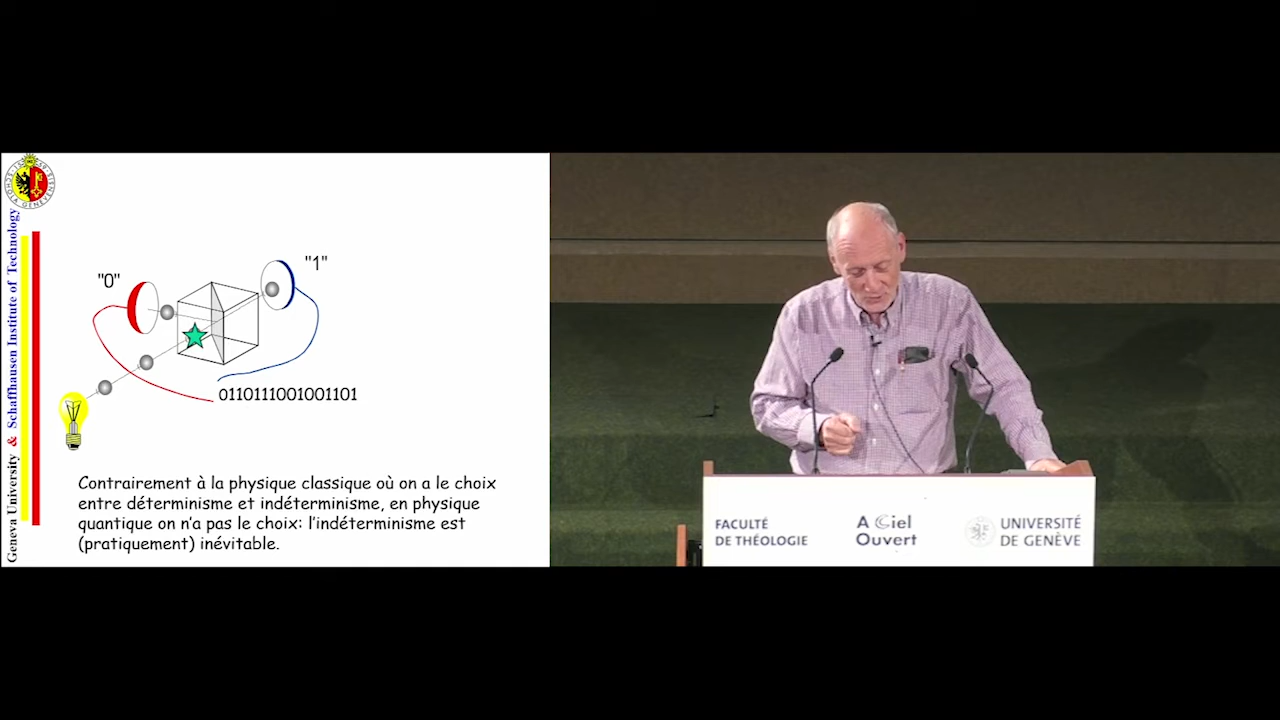 Geneva University & Schaffhausen Institute of Technology
"0"
"1"
0110111001001101
Contrairement à la physique classique où on a le choix
entre déterminisme et indéterminisme, en physique
quantique on n'a pas le choix: l'indéterminisme est
(pratiquement) inévitable.
FACULTÉ
DE THÉOLOGIE
A Ciel
Ouvert
UNIVERSITÉ
DE GENÈVE